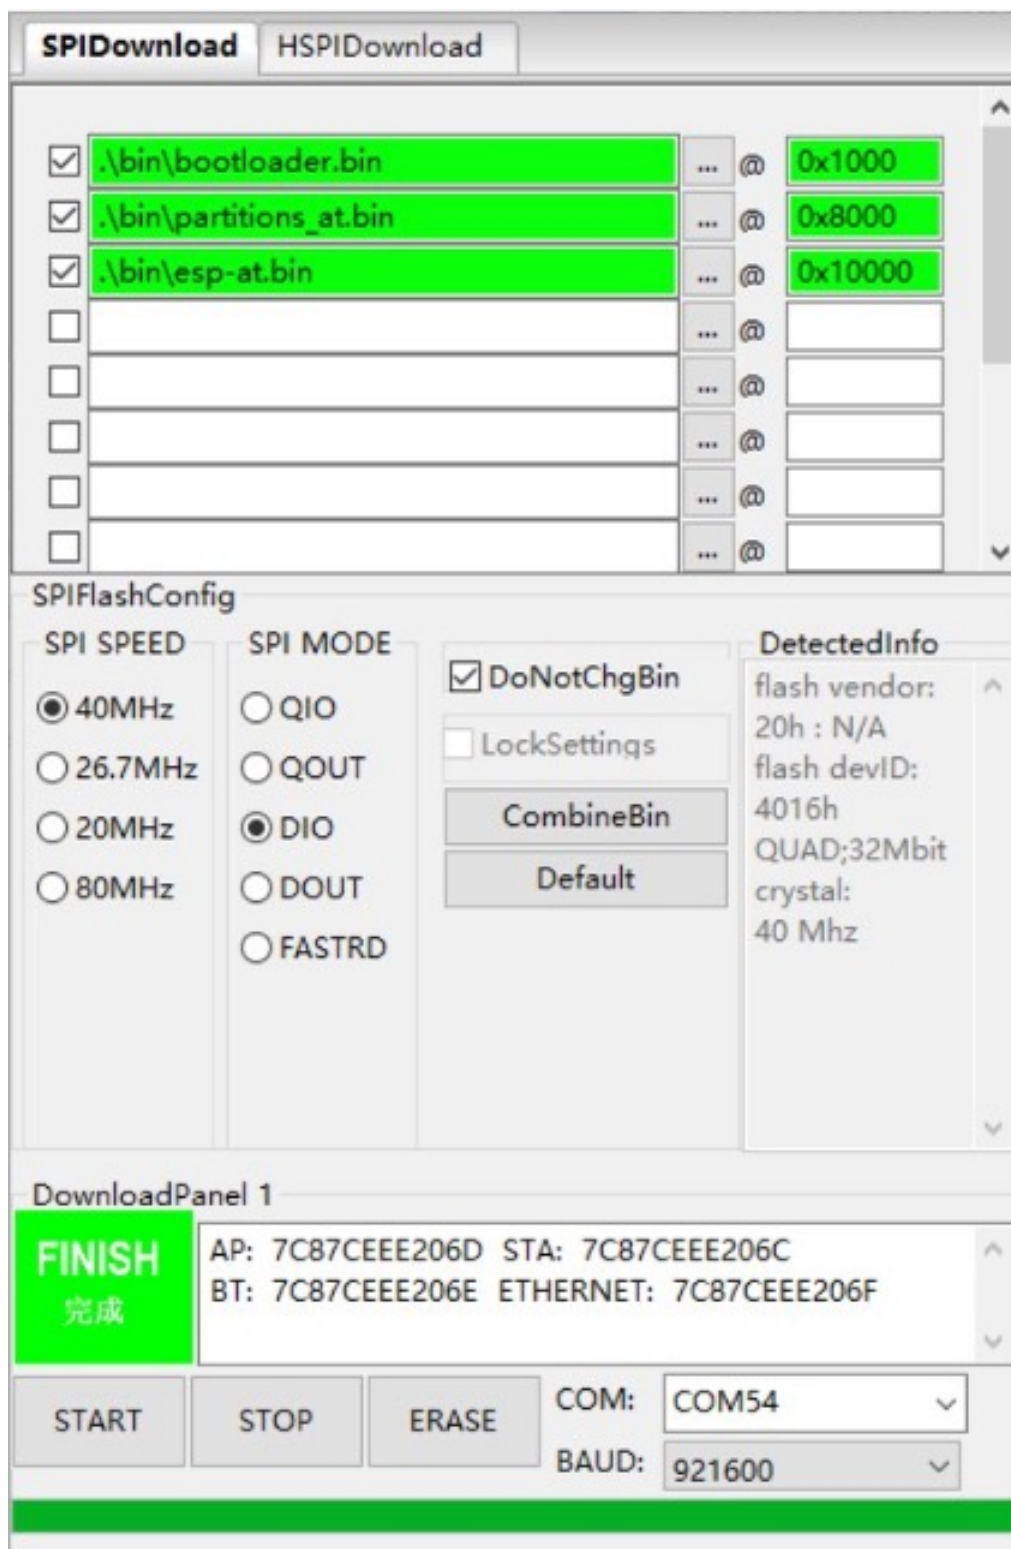 SPIDownload HSPIDownload
.\bin\bootloader.bin ... @ 0x1000
.\bin\partitions_at.bin ... @ 0x8000
.\bin\esp-at.bin ... @ 0x10000
... @
... @
... @
... @
... @
SPIFlashConfig
SPI SPEED
40MHz
26.7MHz
20MHz
80MHz
SPI MODE
QIO
QOUT
DIO
DOUT
FASTRD
DoNotChgBin
LockSettings
CombineBin
Default
DetectedInfo
flash vendor:
20h : N/A
flash devID:
4016h
QUAD;32Mbit
crystal:
40 Mhz
DownloadPanel 1
FINISH
完成
AP: 7C87CEEE206D STA: 7C87CEEE206C
BT: 7C87CEEE206E ETHERNET: 7C87CEEE206F
START STOP ERASE
COM: COM54
BAUD: 921600